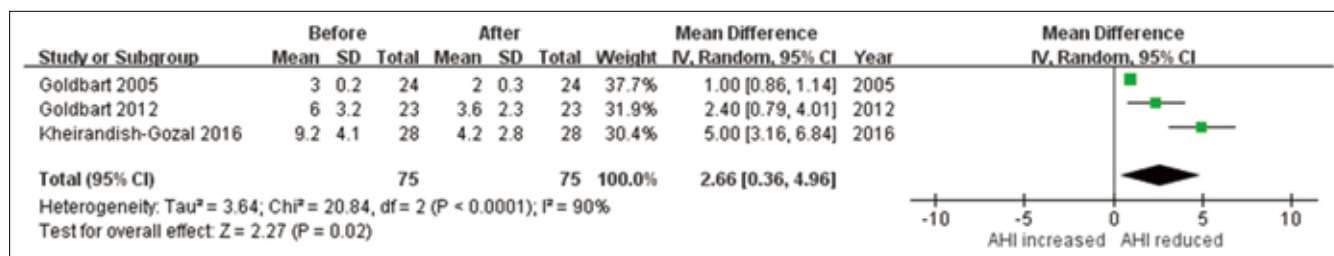 Before After Mean Difference Mean Difference
Study or Subgroup Mean SD Total Mean SD Total Weight IV, Random, 95% CI Year IV, Random, 95% CI
Goldbart 2005 3 0.2 24 2 0.3 24 37.7% 1.00 [0.86, 1.14] 2005
Goldbart 2012 6 3.2 23 3.6 2.3 23 31.9% 2.40 [0.79, 4.01] 2012
Kheirandish-Gozal 2016 9.2 4.1 28 4.2 2.8 28 30.4% 5.00 [3.16, 6.84] 2016
Total (95% CI) 75 75 100.0% 2.66 [0.36, 4.96]
Heterogeneity: Tau² = 3.64; Chi² = 20.84, df = 2 (P < 0.0001); I² = 90%
Test for overall effect: Z = 2.27 (P = 0.02)
-10 -5 0 5 10
AHI increased AHI reduced